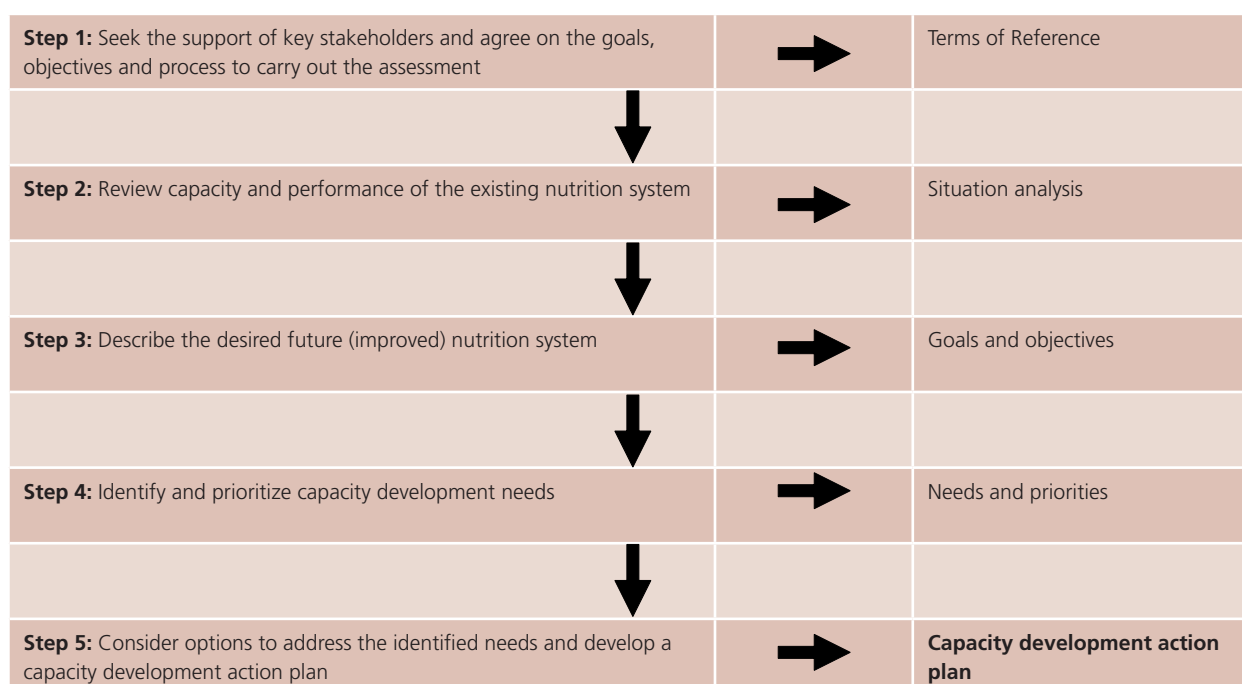 Step 1: Seek the support of key stakeholders and agree on the goals,
objectives and process to carry out the assessment
Terms of Reference
Step 2: Review capacity and performance of the existing nutrition system
Situation analysis
Step 3: Describe the desired future (improved) nutrition system
Goals and objectives
Step 4: Identify and prioritize capacity development needs
Needs and priorities
Step 5: Consider options to address the identified needs and develop a
capacity development action plan
Capacity development action
plan